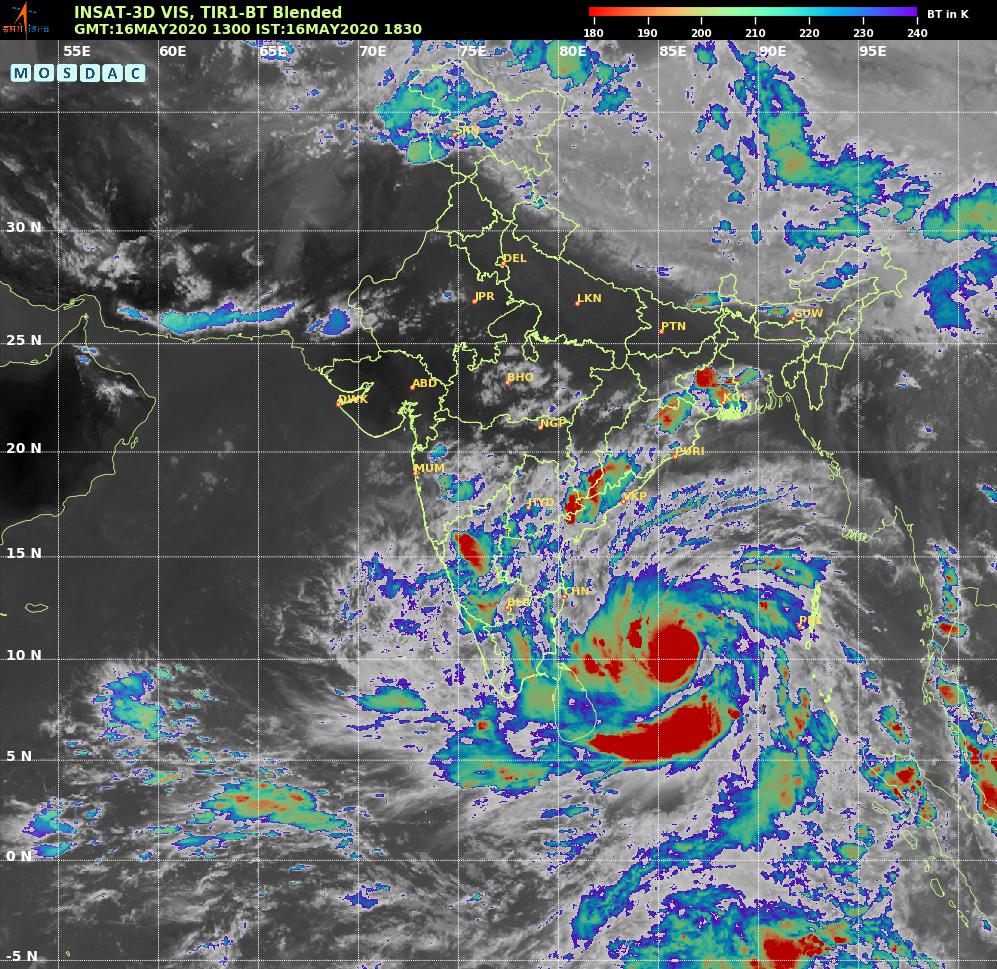 INSAT-3D VIS, TIR1-BT Blended
GMT:16MAY2020 1300 IST:16MAY2020 1830
BT in K
180 190 200 210 220 230 240
55E 60E 65E 70E 75E 80E 85E 90E 95E
MOSDAC
SRN
30 N
DEL
JPR
LKN
GUW
PTN
25 N
BHO
ABD
DWK
KOL
NGP
20 N
PURI
MUM
HYD
VKP
15 N
BLR
CHN
PBL
10 N
5 N
0 N
-5 N